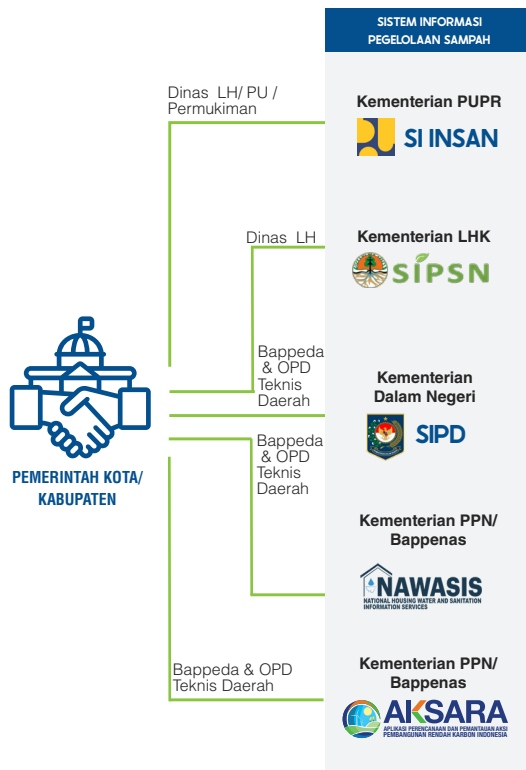 SISTEM INFORMASI
PEGELOLAAN SAMPAH
Dinas LH/ PU /
Permukiman
Kementerian PUPR
SI INSAN
Dinas LH
Kementerian LHK
SIPSN
Bappeda
& OPD
Teknis
Daerah
Kementerian
Dalam Negeri
SIPD
PEMERINTAH KOTA/
KABUPATEN
Bappeda
& OPD
Teknis
Daerah
Kementerian PPN/
Bappenas
NAWASIS
NATIONAL HOUSING WATER AND SANITATION
INFORMATION SERVICES
Bappeda & OPD
Teknis Daerah
Kementerian PPN/
Bappenas
AKSARA
APLIKASI PERENCANAAN DAN PEMANTAUAN AKSI
PEMBANGUNAN RENDAH KARBON INDONESIA